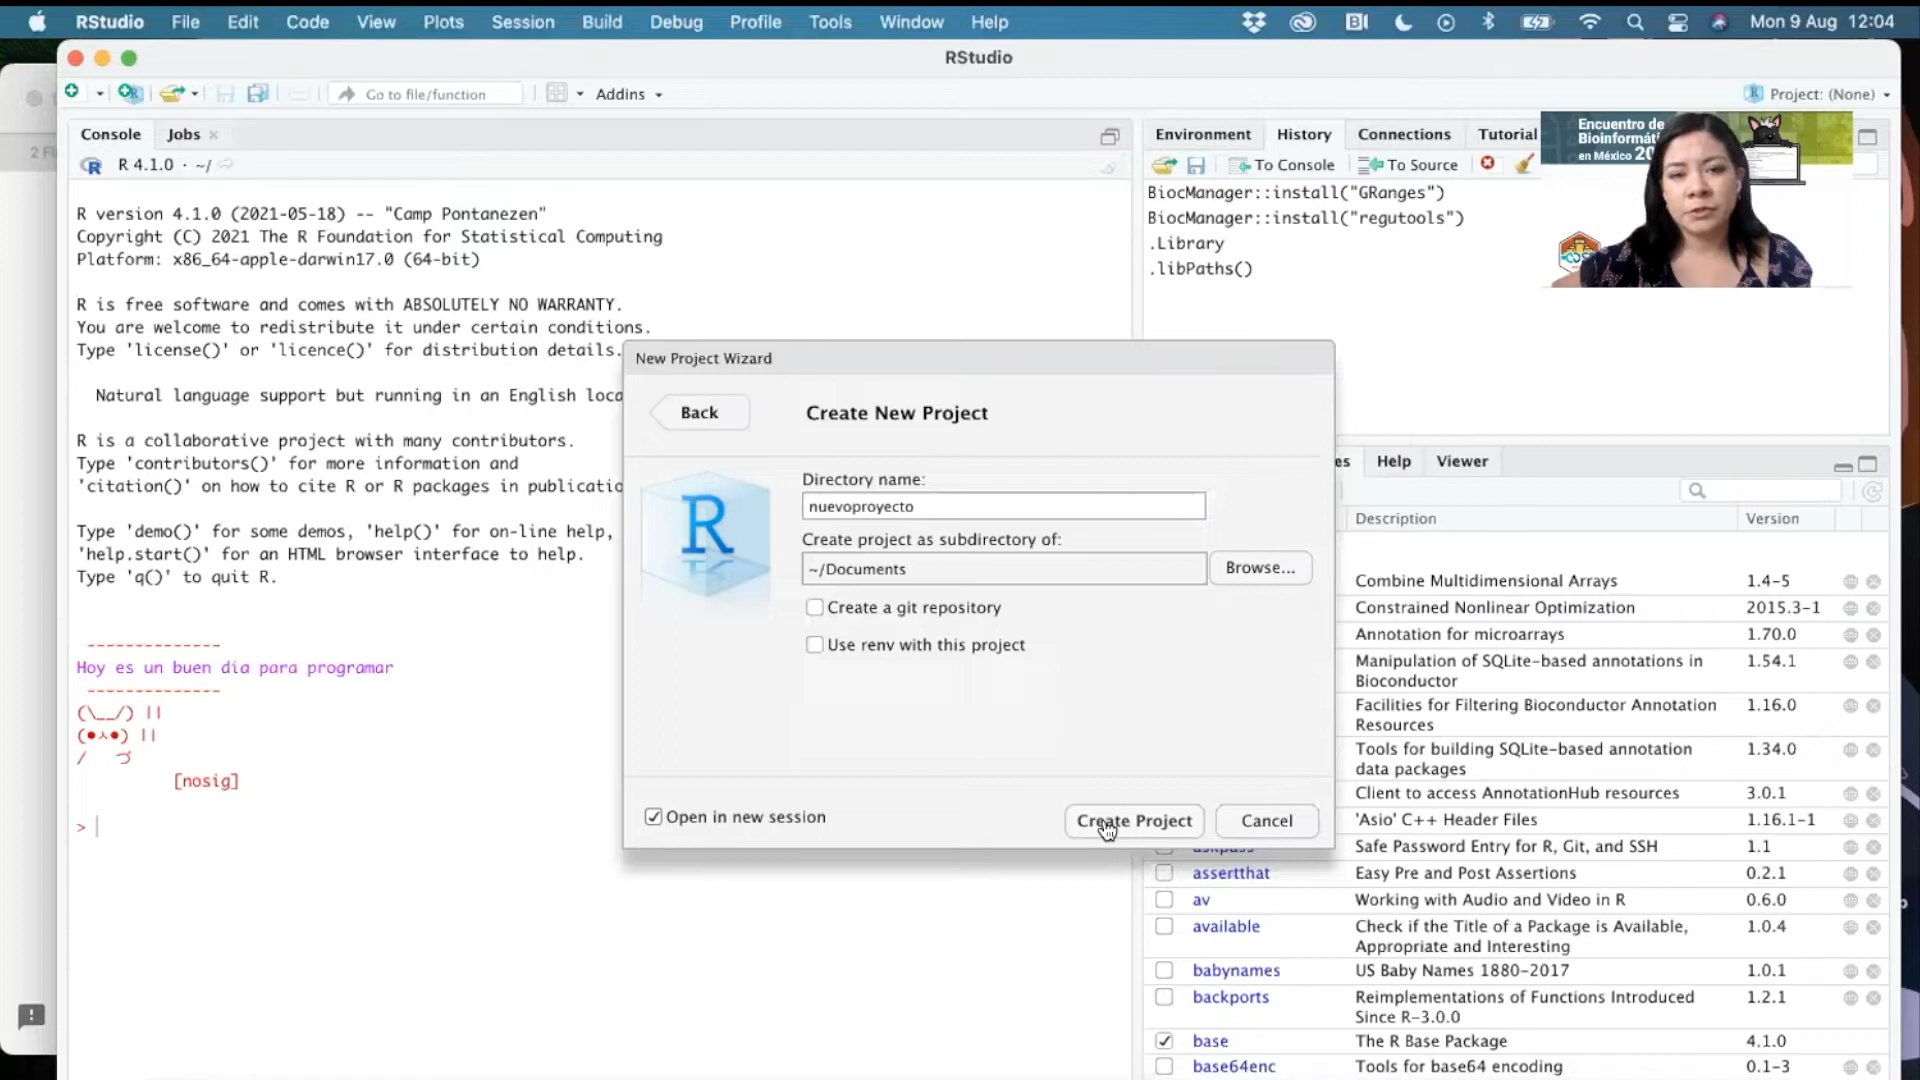 RStudio File Edit Code View Plots Session Build Debug Profile Tools Window Help Mon 9 Aug 12:04
RStudio
Go to file/function Addins Project: (None)
Console Jobs
R 4.1.0 · ~/
R version 4.1.0 (2021-05-18) -- "Camp Pontanezen"
Copyright (C) 2021 The R Foundation for Statistical Computing
Platform: x86_64-apple-darwin17.0 (64-bit)
R is free software and comes with ABSOLUTELY NO WARRANTY.
You are welcome to redistribute it under certain conditions.
Type 'license()' or 'licence()' for distribution details.
Natural language support but running in an English loca
R is a collaborative project with many contributors.
Type 'contributors()' for more information and
'citation()' on how to cite R or R packages in publicatio
Type 'demo()' for some demos, 'help()' for on-line help,
'help.start()' for an HTML browser interface to help.
Type 'q()' to quit R.
--------------
Hoy es un buen día para programar
--------------
(\__/) ||
(•ㅅ•) ||
/ づ
[nosig]
>
Environment History Connections Tutorial
To Console To Source
BiocManager::install("GRanges")
BiocManager::install("regutools")
.Library
.libPaths()
Encuentro de
Bioinformáti
en México 20
New Project Wizard
Back
Create New Project
Directory name:
nuevoproyecto
Create project as subdirectory of:
~/Documents
Browse...
Create a git repository
Use renv with this project
Open in new session
Create Project
Cancel
es Help Viewer
Description Version
Combine Multidimensional Arrays 1.4-5
Constrained Nonlinear Optimization 2015.3-1
Annotation for microarrays 1.70.0
Manipulation of SQLite-based annotations in 1.54.1
Bioconductor
Facilities for Filtering Bioconductor Annotation 1.16.0
Resources
Tools for building SQLite-based annotation 1.34.0
data packages
Client to access AnnotationHub resources 3.0.1
'Asio' C++ Header Files 1.16.1-1
askpass Safe Password Entry for R, Git, and SSH 1.1
assertthat Easy Pre and Post Assertions 0.2.1
av Working with Audio and Video in R 0.6.0
available Check if the Title of a Package is Available, 1.0.4
Appropriate and Interesting
babynames US Baby Names 1880-2017 1.0.1
backports Reimplementations of Functions Introduced 1.2.1
Since R-3.0.0
base The R Base Package 4.1.0
base64enc Tools for base64 encoding 0.1-3